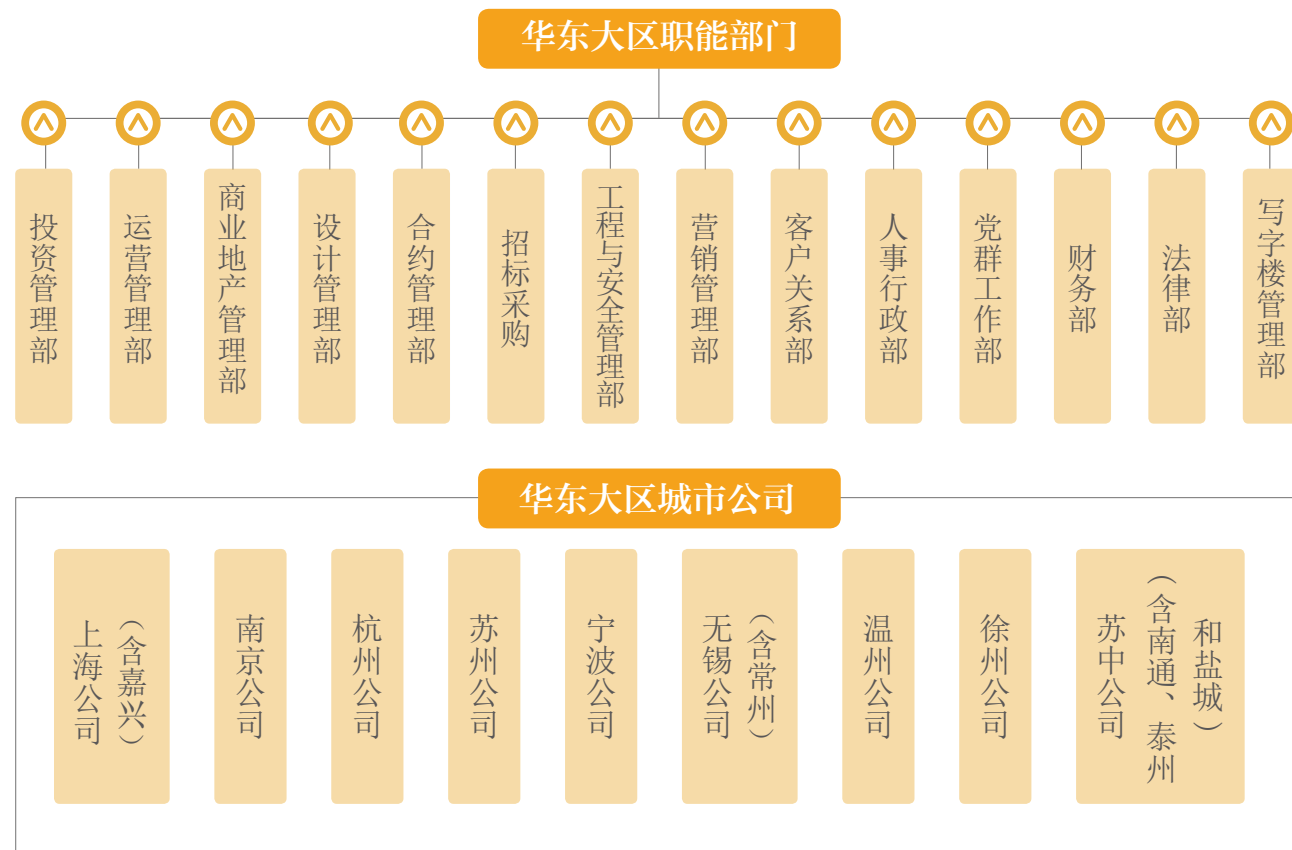 华东大区职能部门
投资管理部
运营管理部
商业地产管理部
设计管理部
合约管理部
招标采购
工程与安全管理部
营销管理部
客户关系部
人事行政部
党群工作部
财务部
法律部
写字楼管理部
华东大区城市公司
上海公司
（含嘉兴）
南京公司
杭州公司
苏州公司
宁波公司
无锡公司
（含常州）
温州公司
徐州公司
苏中公司
（含南通、泰州
和盐城）